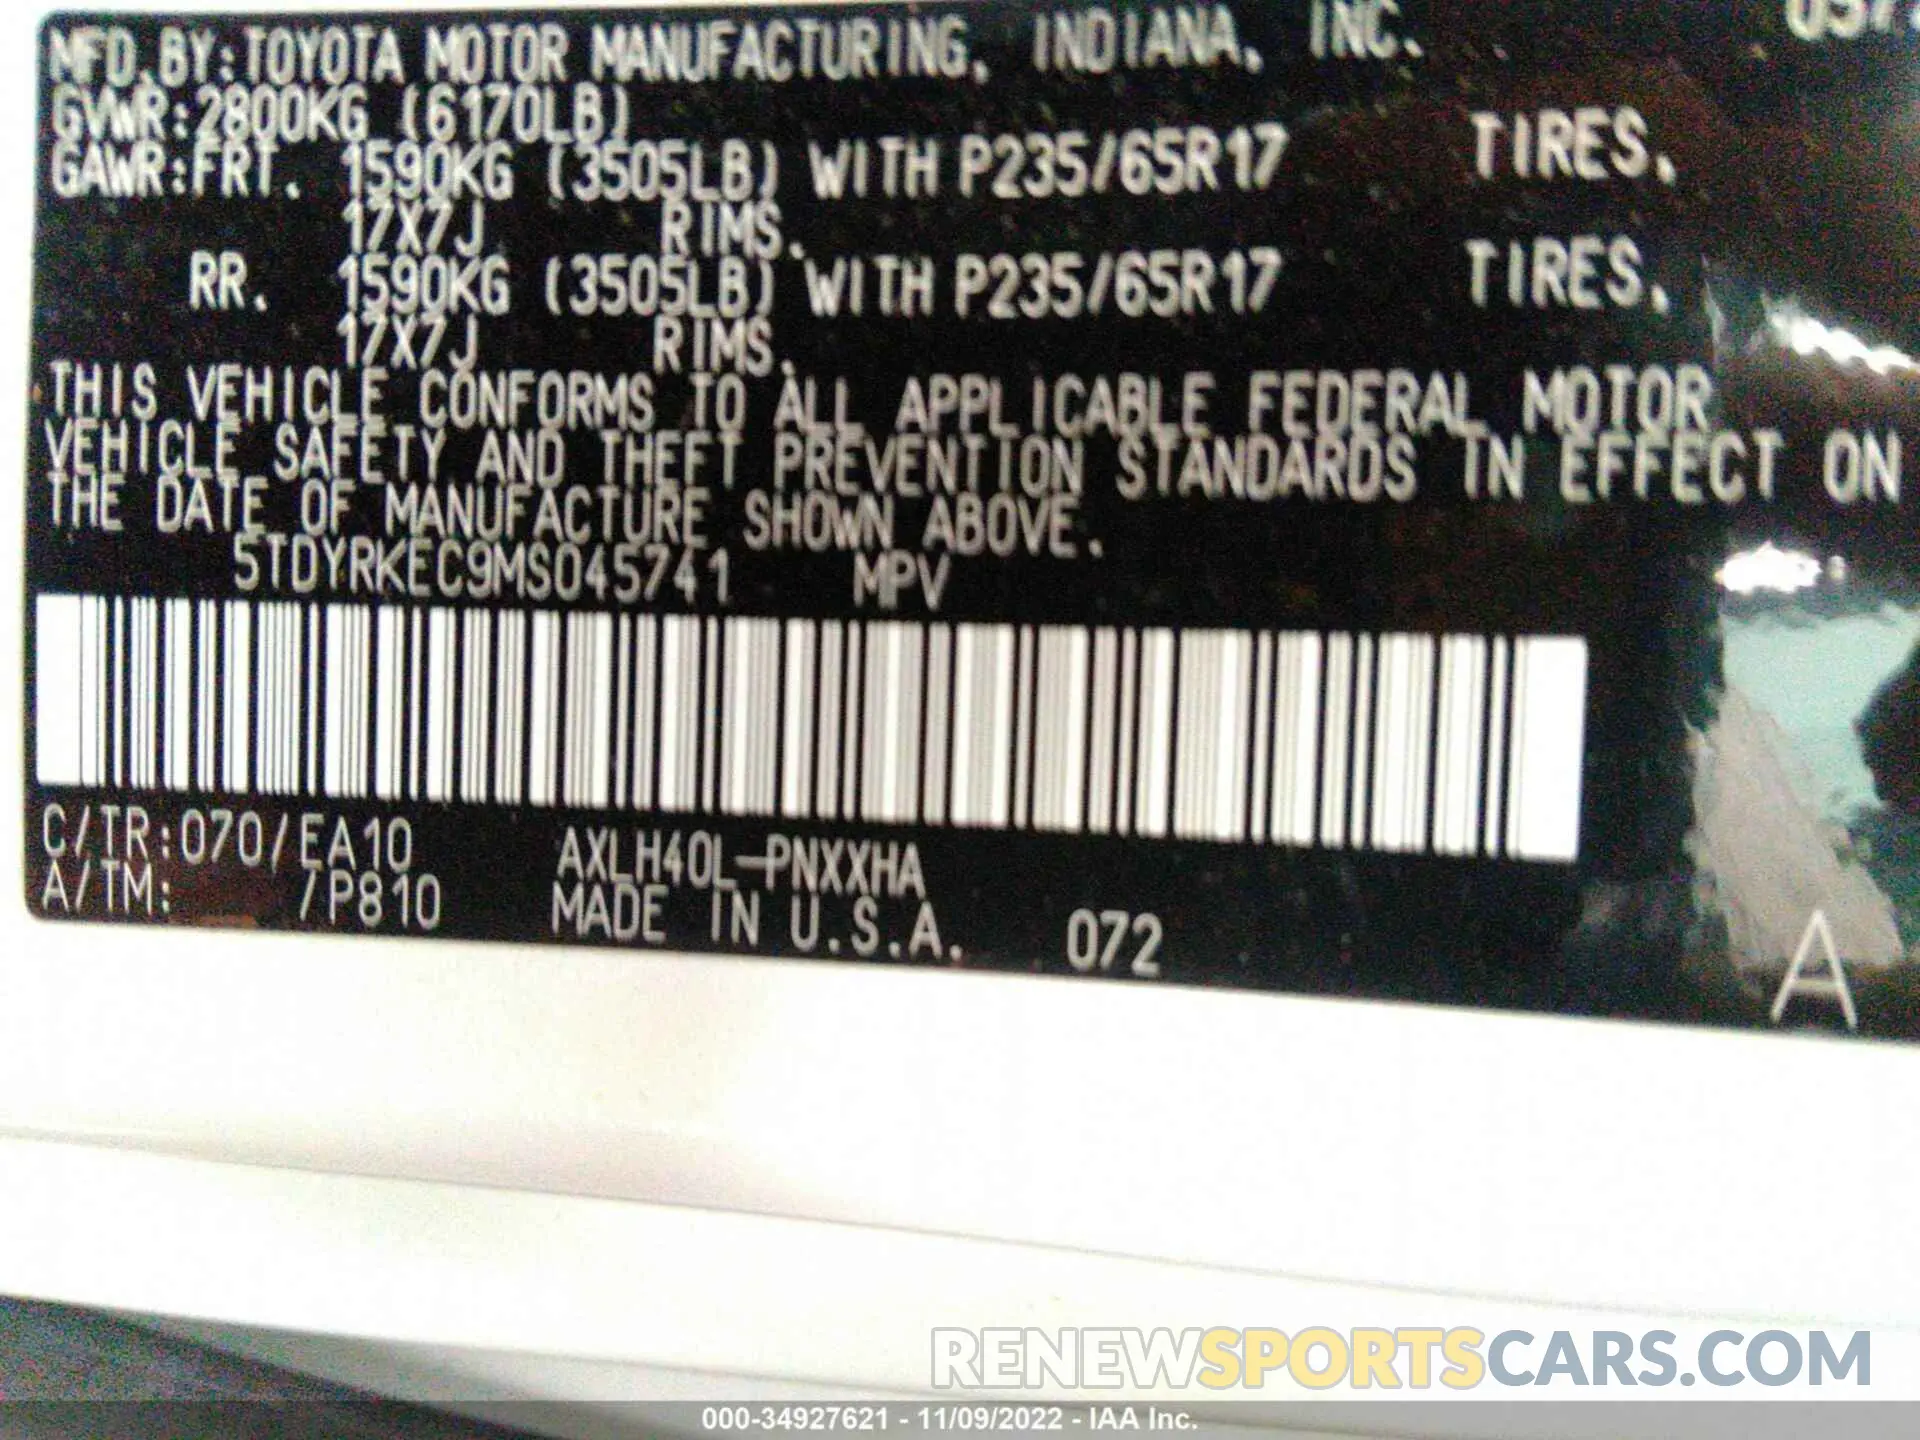 MFD.BY:TOYOTA MOTOR MANUFACTURING, INDIANA, INC.
GVWR:2800KG (6170LB)
GAWR:FRT. 1590KG (3505LB) WITH P235/65R17 TIRES,
17X7J RIMS.
RR. 1590KG (3505LB) WITH P235/65R17 TIRES,
17X7J RIMS.
THIS VEHICLE CONFORMS TO ALL APPLICABLE FEDERAL MOTOR
VEHICLE SAFETY AND THEFT PREVENTION STANDARDS IN EFFECT ON
THE DATE OF MANUFACTURE SHOWN ABOVE.
5TDYRKEC9MS045741 MPV
C/TR:070/EA10 AXLH40L-PNXXHA
A/TM: /P810 MADE IN U.S.A. 072
A
RENEWSPORTSCARS.COM
000-34927621 - 11/09/2022 - IAA Inc.